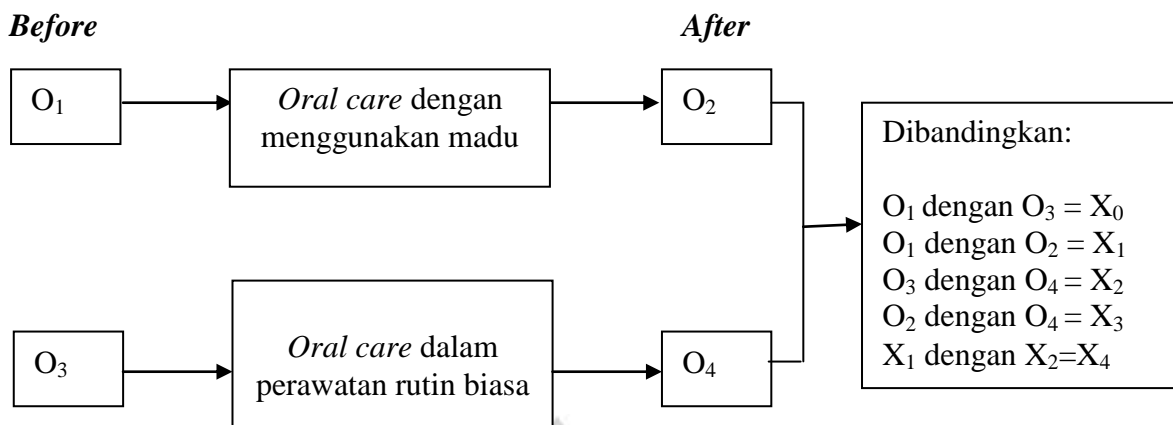 Before
After
O₁
Oral care dengan
menggunakan madu
O₂
Dibandingkan:
O₁ dengan O₃ = X₀
O₁ dengan O₂ = X₁
O₃ dengan O₄ = X₂
O₂ dengan O₄ = X₃
X₁ dengan X₂=X₄
O₃
Oral care dalam
perawatan rutin biasa
O₄